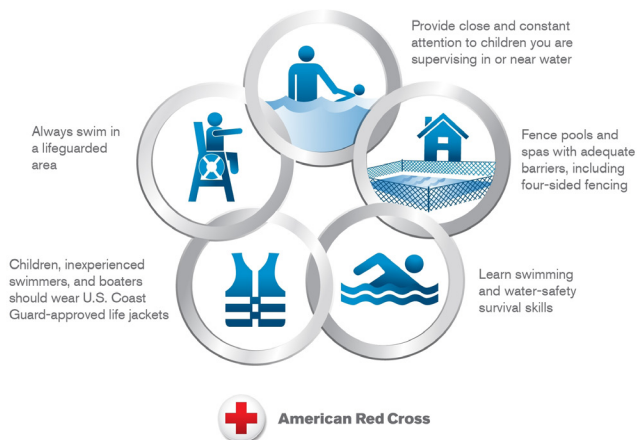 Provide close and constant
attention to children you are
supervising in or near water
Always swim in
a lifeguarded
area
Fence pools and
spas with adequate
barriers, including
four-sided fencing
Children, inexperienced
swimmers, and boaters
should wear U.S. Coast
Guard-approved life jackets
Learn swimming
and water-safety
survival skills
American Red Cross